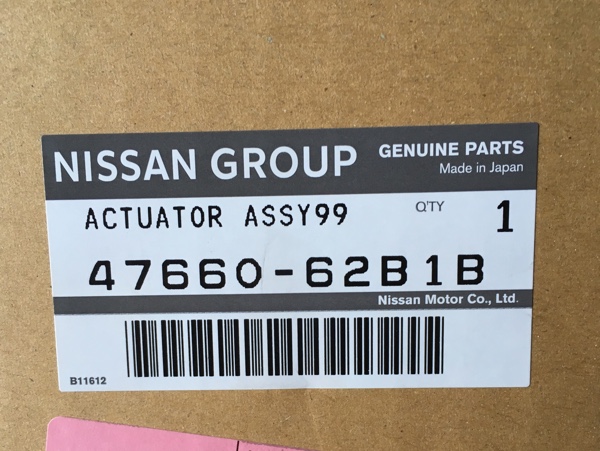 NISSAN GROUP
GENUINE PARTS
Made in Japan
ACTUATOR ASSY99
Q'TY 1
47660-62B1B
Nissan Motor Co., Ltd.
B11612